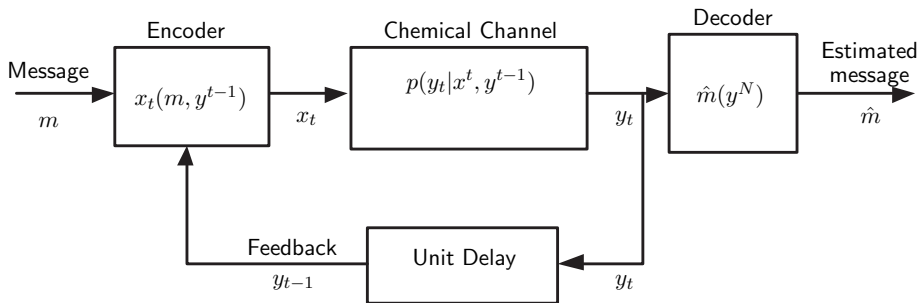 Encoder
Chemical Channel
Decoder
Message
m
x_t(m, y^{t-1})
x_t
p(y_t|x^t, y^{t-1})
y_t
m̂(y^N)
Estimated
message
m̂
Feedback
y_{t-1}
Unit Delay
y_t